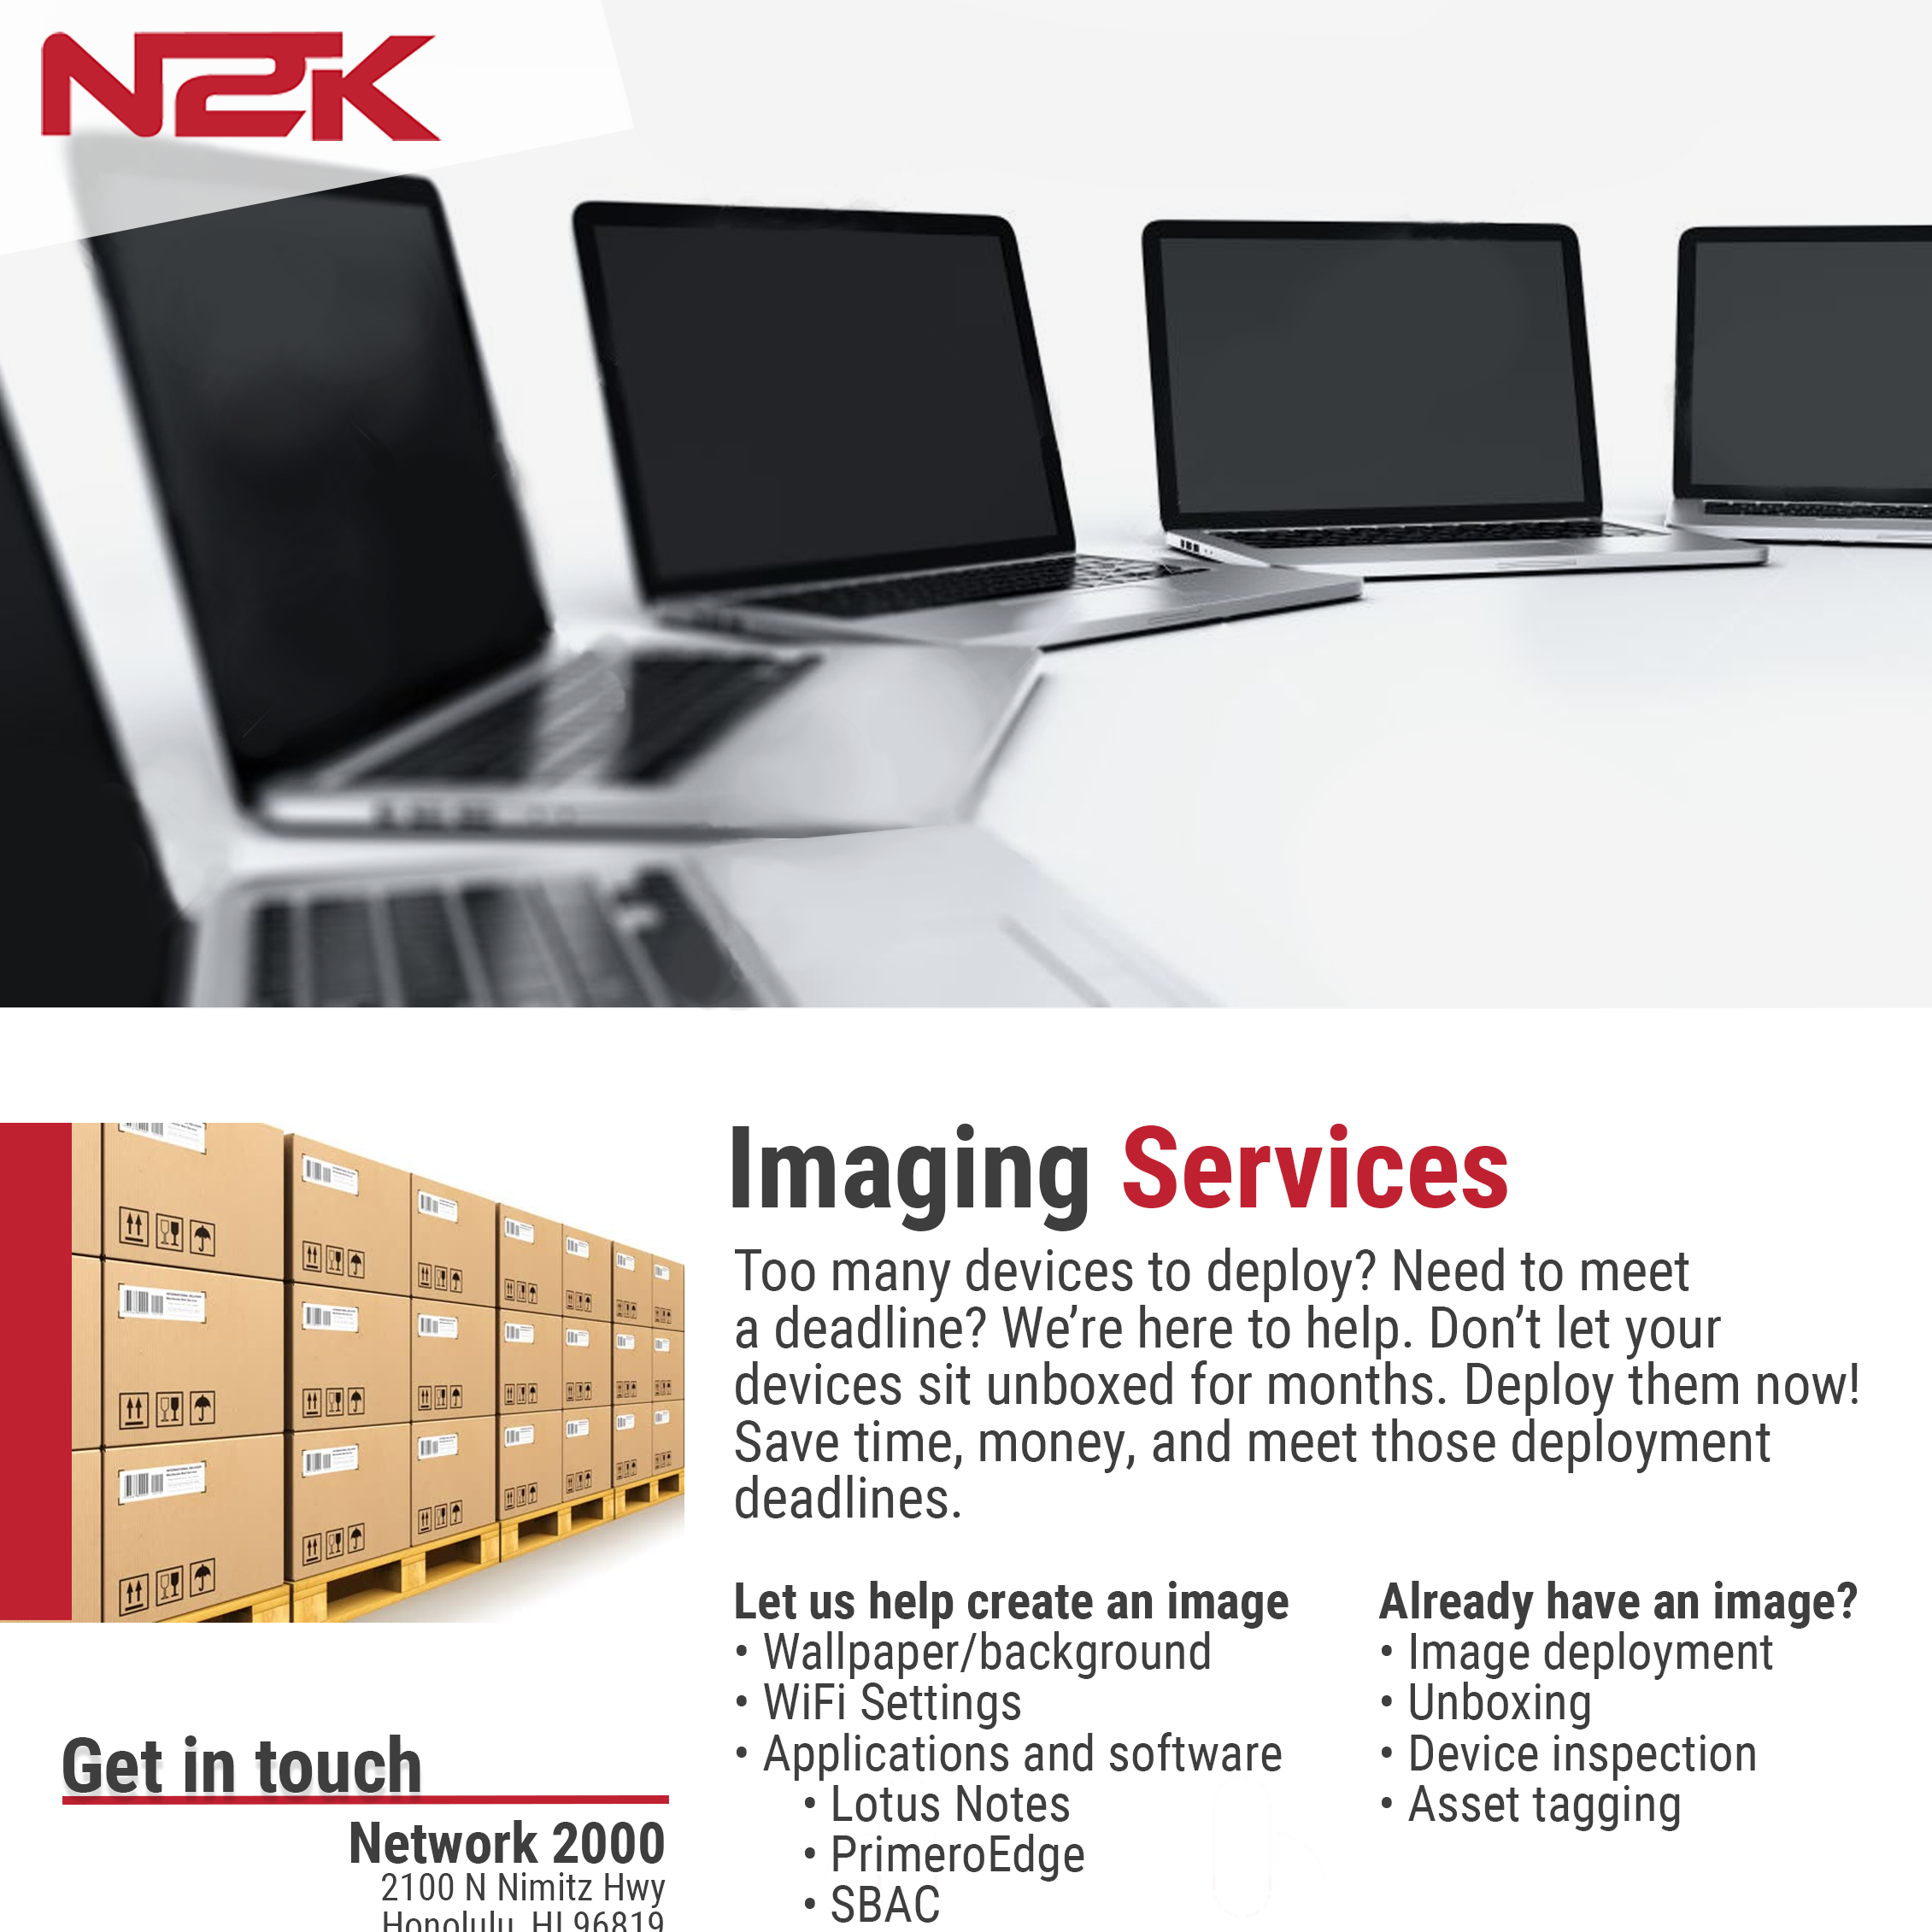 N2K
Imaging Services
Too many devices to deploy? Need to meet
a deadline? We’re here to help. Don’t let your
devices sit unboxed for months. Deploy them now!
Save time, money, and meet those deployment
deadlines.
Let us help create an image
• Wallpaper/background
• WiFi Settings
• Applications and software
• Lotus Notes
• PrimeroEdge
• SBAC
Already have an image?
• Image deployment
• Unboxing
• Device inspection
• Asset tagging
Get in touch
Network 2000
2100 N Nimitz Hwy
Honolulu, HI 96819